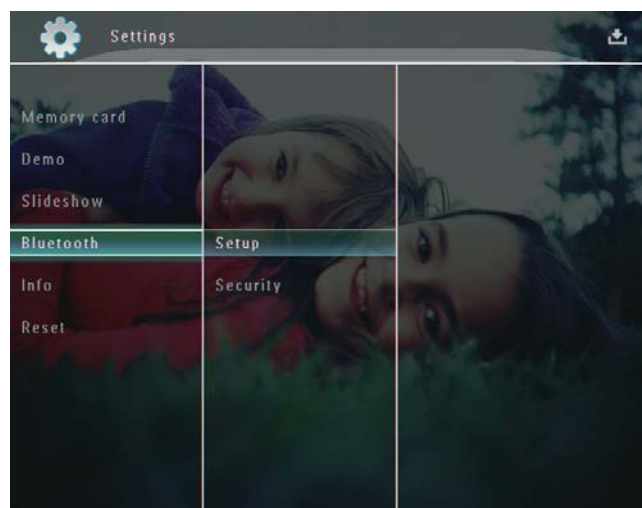 Settings
Memory card
Demo
Slideshow
Bluetooth
Setup
Info
Security
Reset